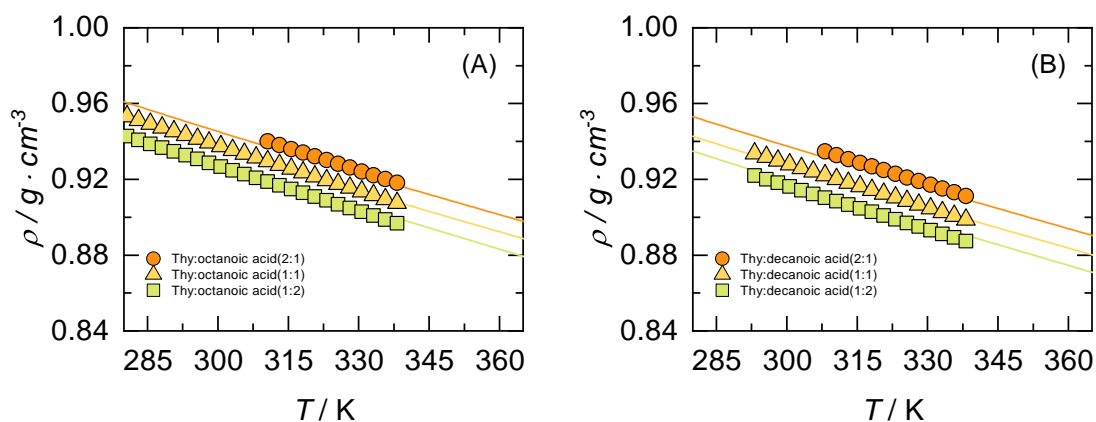 (A)
1.00
0.96
0.92
0.88
0.84
ρ / g · cm-3
Thy:octanoic acid(2:1)
Thy:octanoic acid(1:1)
Thy:octanoic acid(1:2)
285 300 315 330 345 360
T / K
(B)
1.00
0.96
0.92
0.88
0.84
ρ / g · cm-3
Thy:decanoic acid(2:1)
Thy:decanoic acid(1:1)
Thy:decanoic acid(1:2)
285 300 315 330 345 360
T / K